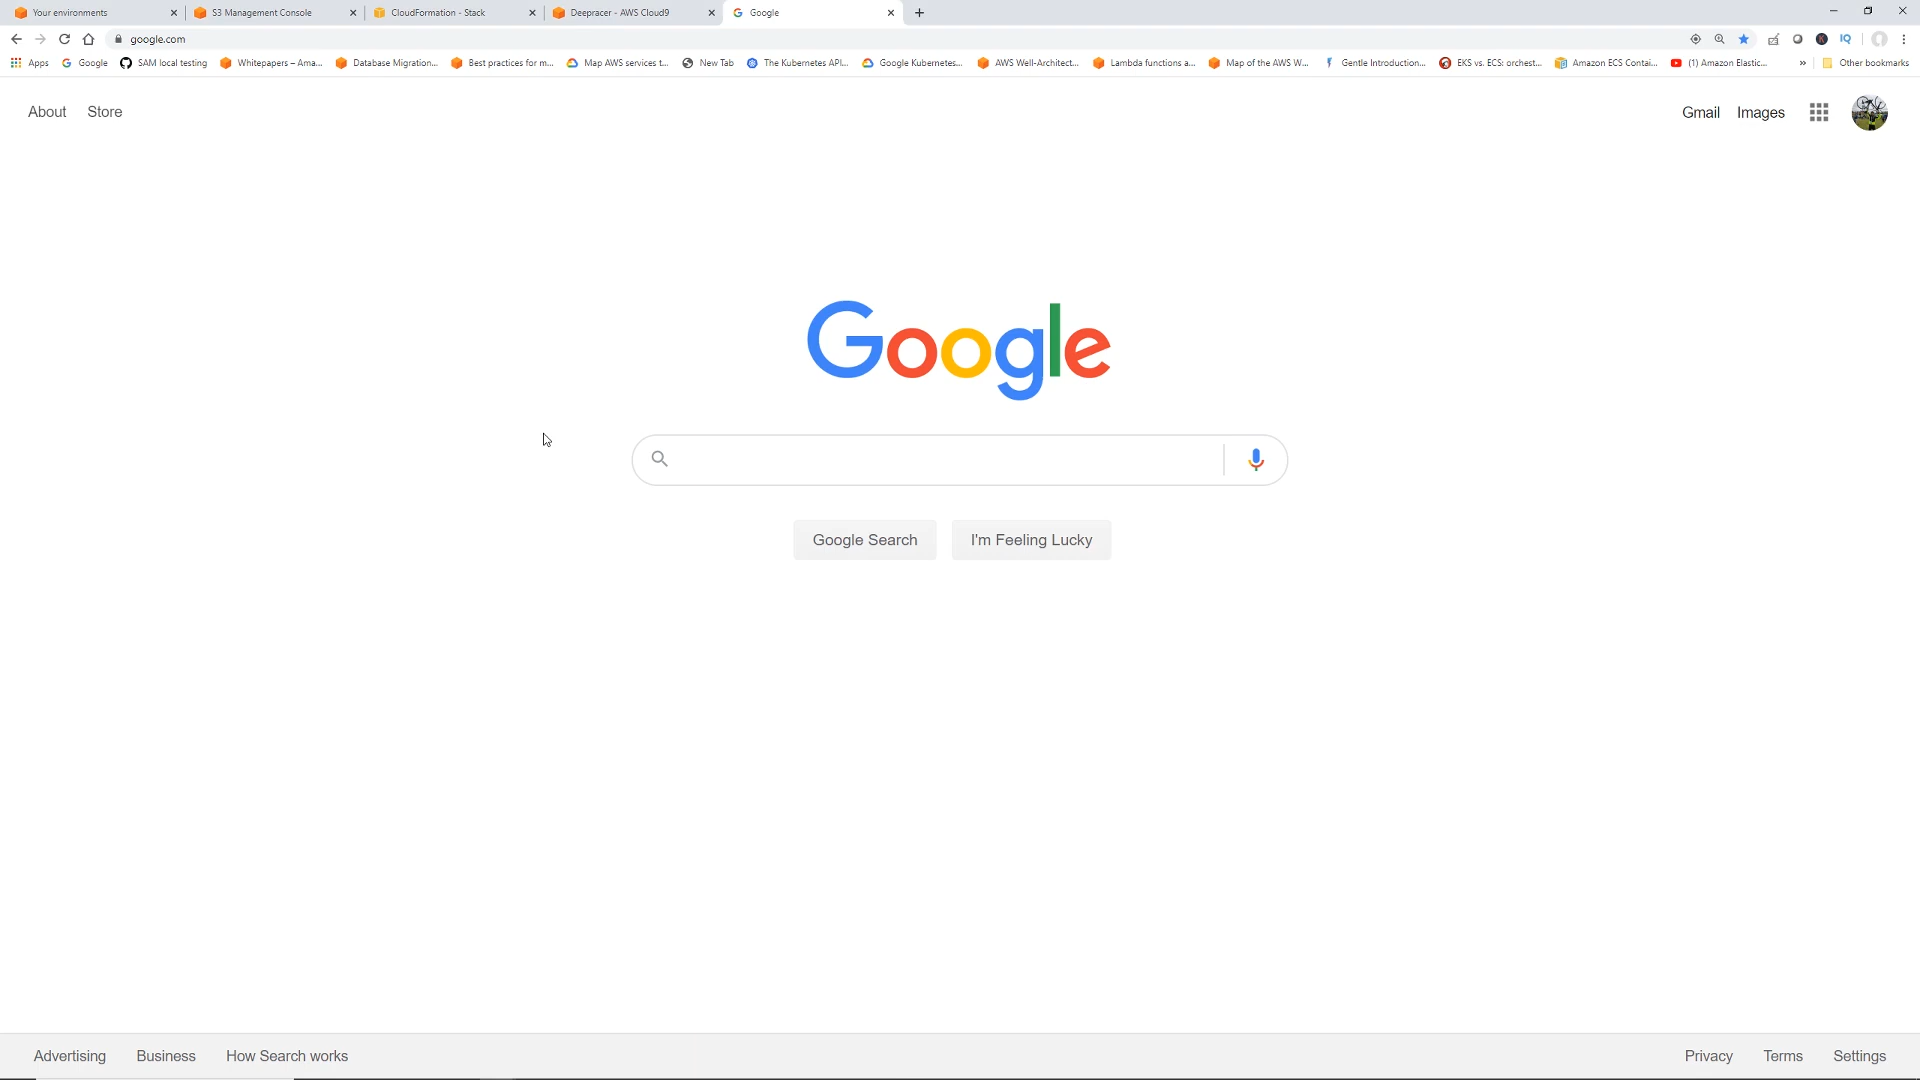 Your environments
S3 Management Console
CloudFormation - Stack
Deepracer - AWS Cloud9
Google
google.com
IQ
Apps
Google
SAM local testing
Whitepapers – Ama...
Database Migration...
Best practices for m...
Map AWS services t...
New Tab
The Kubernetes API...
Google Kubernetes...
AWS Well-Architect...
Lambda functions a...
Map of the AWS W...
Gentle Introduction...
EKS vs. ECS: orchest...
Amazon ECS Contai...
(1) Amazon Elastic...
»
Other bookmarks
About Store
Gmail Images
Google
Google Search
I'm Feeling Lucky
Advertising Business How Search works
Privacy Terms Settings